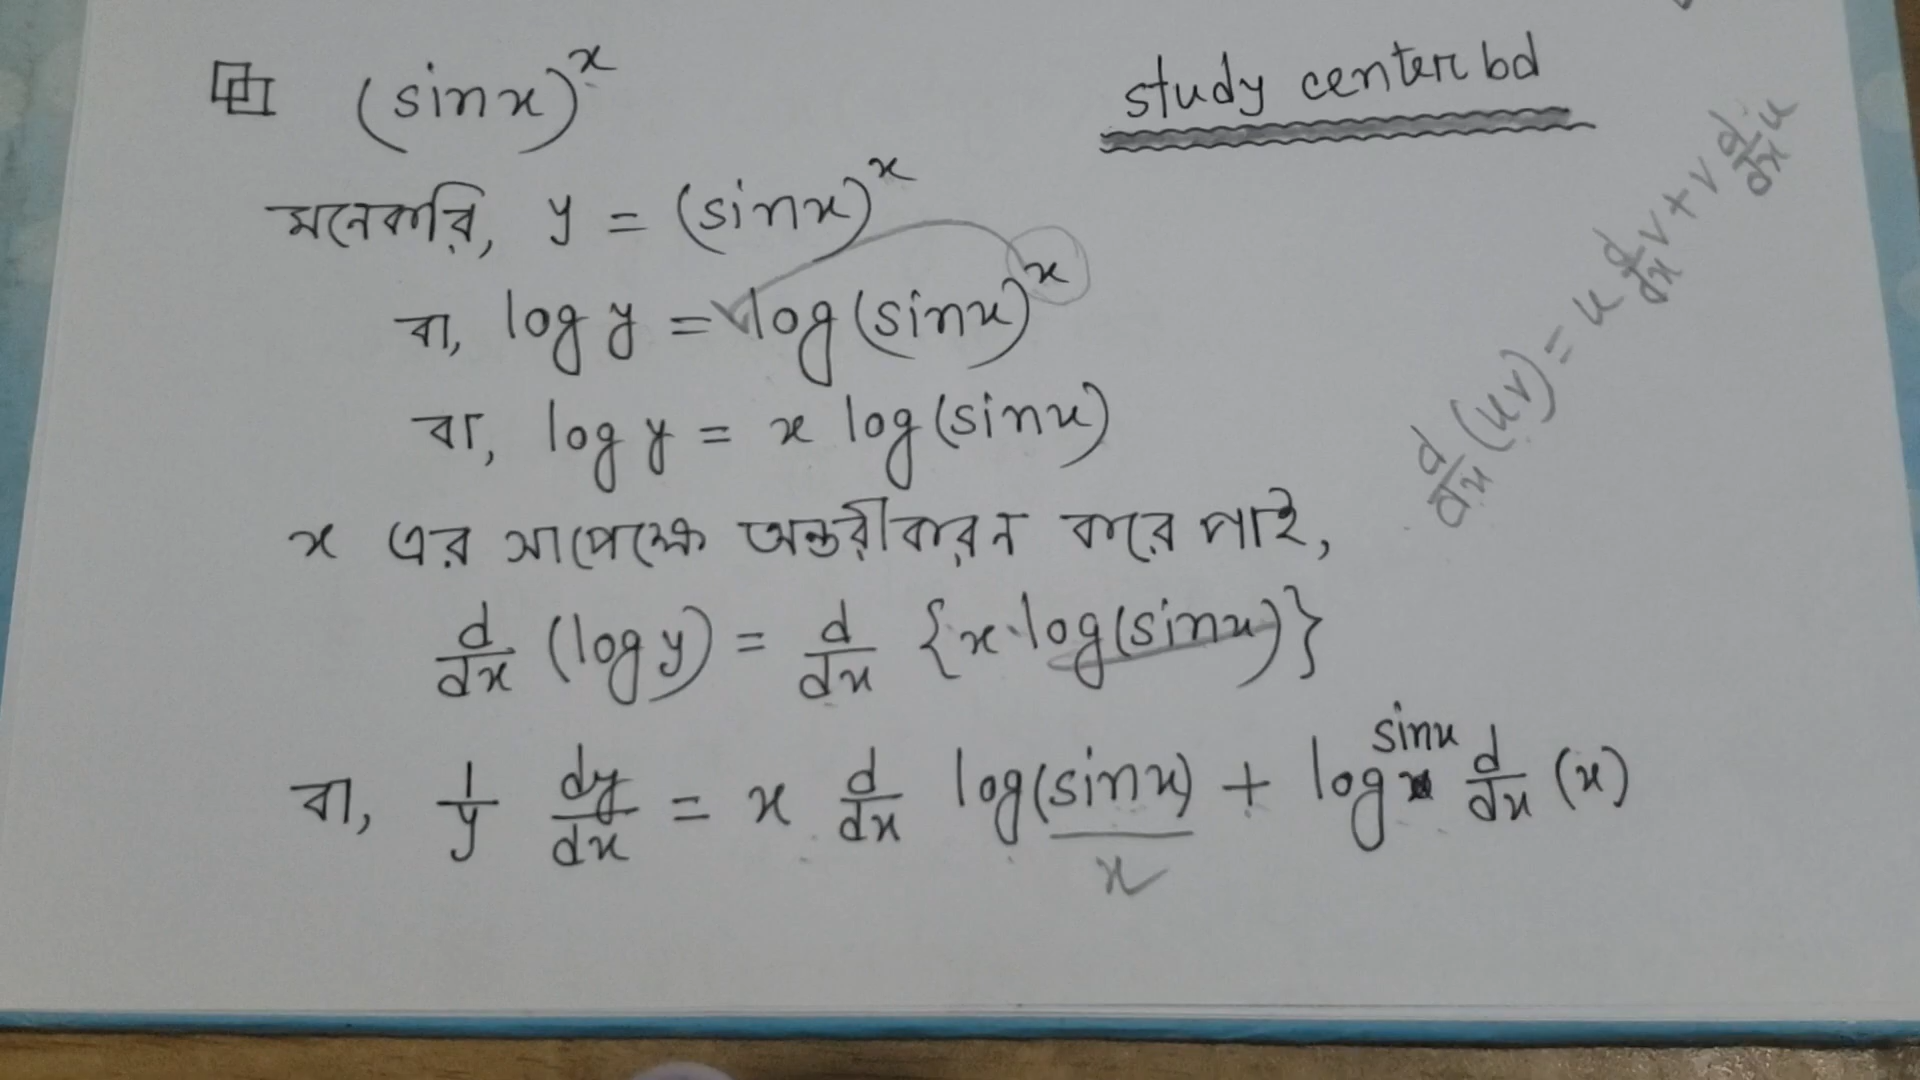 (sinx)^x
study center bd
মনেকরি, y = (sinx)^x
বা, log y = log(sinx)^x
বা, log y = x log(sinx)
d/dx (uv) = u d/dx v + v d/dx u
x এর সাপেক্ষে অন্তরীকরন করে পাই,
d/dx (log y) = d/dx {x·log(sinx)}
বা, 1/y dy/dx = x d/dx log(sinx) + log sinx d/dx (x)
x